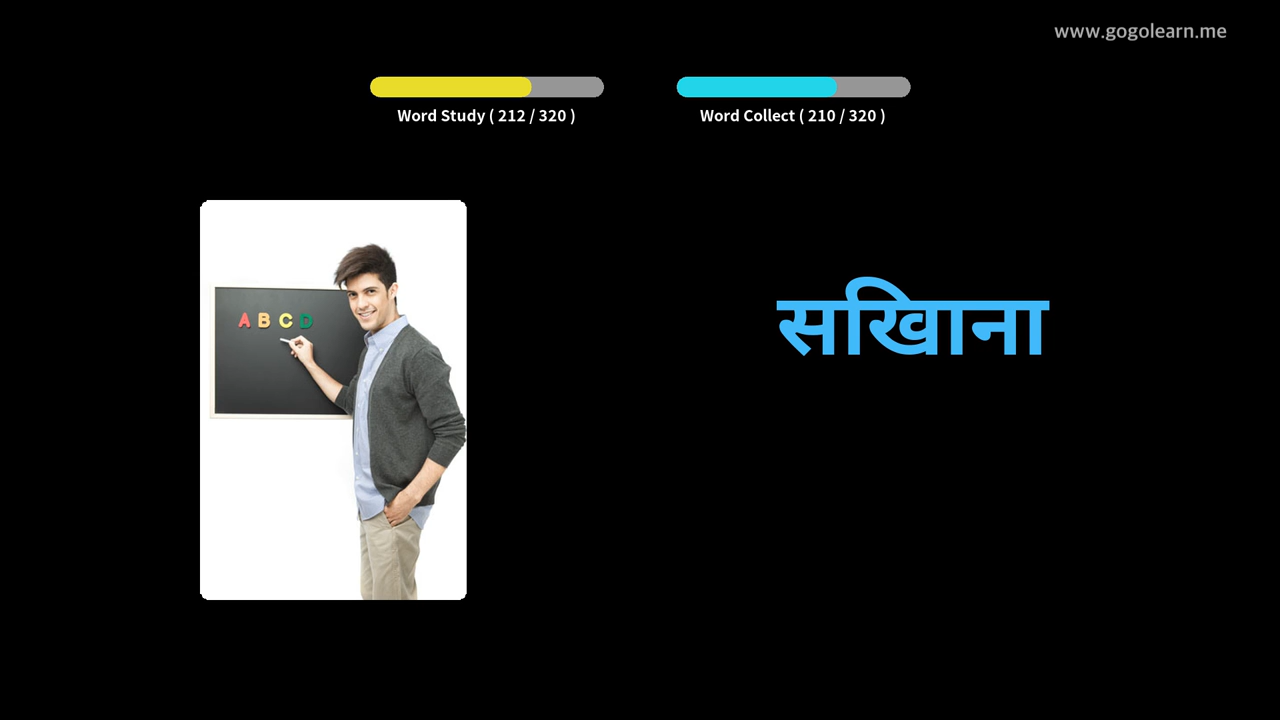 www.gogolearn.me
Word Study ( 212 / 320 )
Word Collect ( 210 / 320 )
A B C D
सखिाना